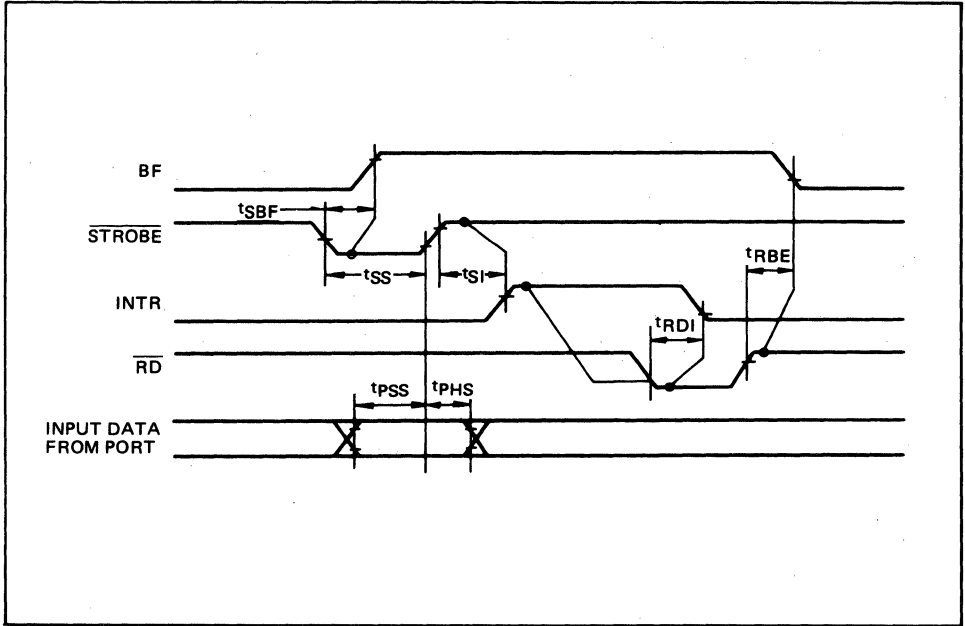 BF
tSBF
STROBE
tSS
tSI
tRBE
INTR
tRDI
RD
tPSS
tPHS
INPUT DATA
FROM PORT